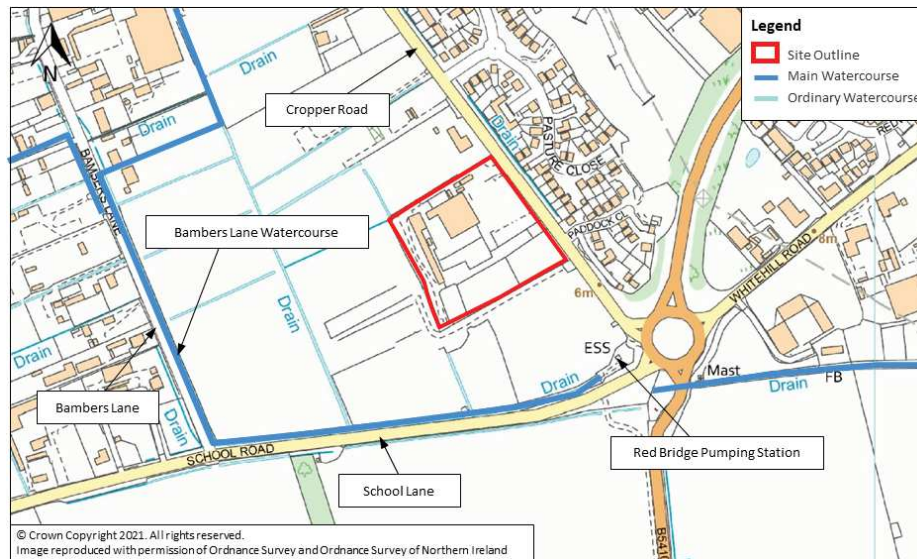 Legend
Site Outline
Main Watercourse
Ordinary Watercourse
N
Drain
Cropper Road
Drain
PASTURE CLOSE
Drain
BAMBERS LANE
Bambers Lane Watercourse
PADDOCK CL
8m
WHITEHILL ROAD
6m
ESS
Drain
Mast
FB
Drain
Drain
Bambers Lane
Drain
Red Bridge Pumping Station
SCHOOL ROAD
School Lane
B5410
© Crown Copyright 2021. All rights reserved.
Image reproduced with permission of Ordnance Survey and Ordnance Survey of Northern Ireland